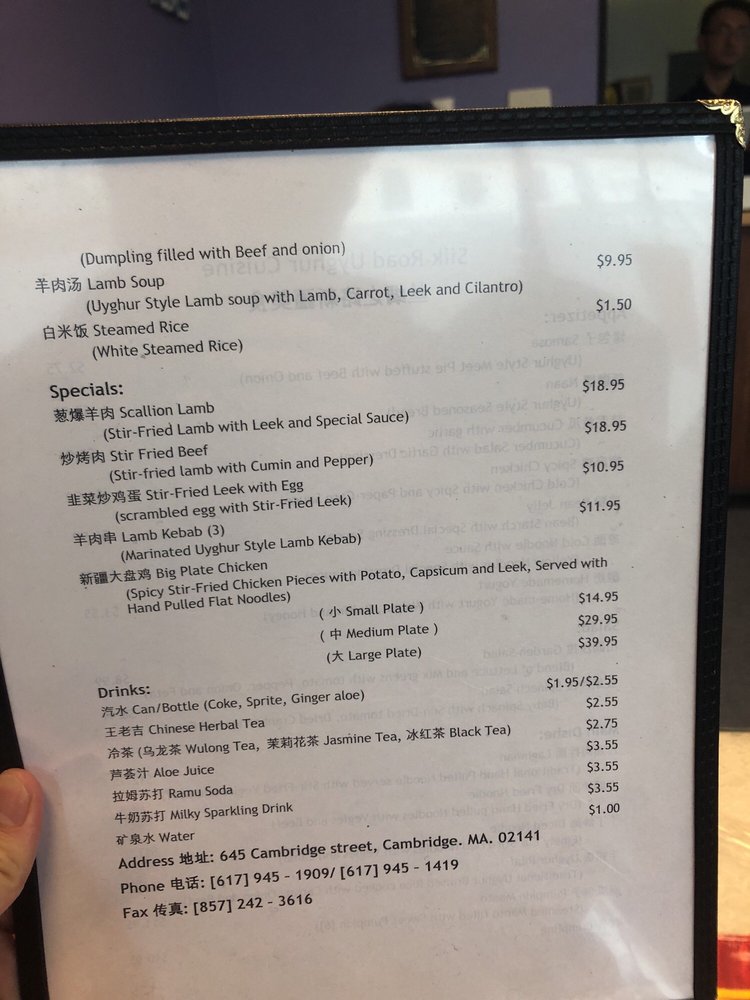 (Dumpling filled with Beef and onion)
羊肉汤 Lamb Soup $9.95
(Uyghur Style Lamb soup with Lamb, Carrot, Leek and Cilantro)
白米饭 Steamed Rice $1.50
(White Steamed Rice)
Specials:
葱爆羊肉 Scallion Lamb $18.95
(Stir-Fried Lamb with Leek and Special Sauce)
炒烤肉 Stir Fried Beef $18.95
(Stir-fried lamb with Cumin and Pepper)
韭菜炒鸡蛋 Stir-Fried Leek with Egg $10.95
(scrambled egg with Stir-Fried Leek)
羊肉串 Lamb Kebab (3) $11.95
(Marinated Uyghur Style Lamb Kebab)
新疆大盘鸡 Big Plate Chicken
(Spicy Stir-Fried Chicken Pieces with Potato, Capsicum and Leek, Served with
Hand Pulled Flat Noodles)
( 小 Small Plate ) $14.95
( 中 Medium Plate ) $29.95
(大 Large Plate) $39.95
Drinks:
汽水 Can/Bottle (Coke, Sprite, Ginger aloe) $1.95/$2.55
王老吉 Chinese Herbal Tea $2.55
冷茶 (乌龙茶 Wulong Tea, 茉莉花茶 Jasmine Tea, 冰红茶 Black Tea) $2.75
芦荟汁 Aloe Juice $3.55
拉姆苏打 Ramu Soda $3.55
牛奶苏打 Milky Sparkling Drink $3.55
矿泉水 Water $1.00
Address 地址: 645 Cambridge street, Cambridge. MA. 02141
Phone 电话: [617] 945 - 1909/ [617] 945 - 1419
Fax 传真: [857] 242 - 3616